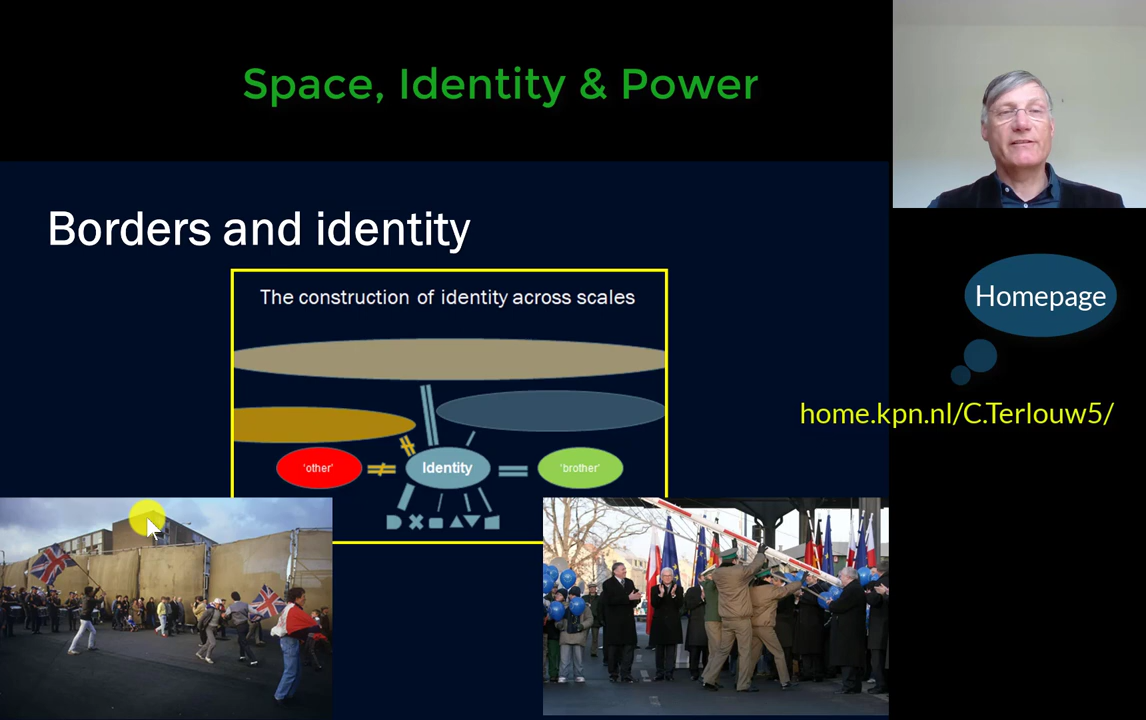 Space, Identity & Power
Borders and identity
The construction of identity across scales
'other'
Identity
'brother'
Homepage
home.kpn.nl/C.Terlouw5/